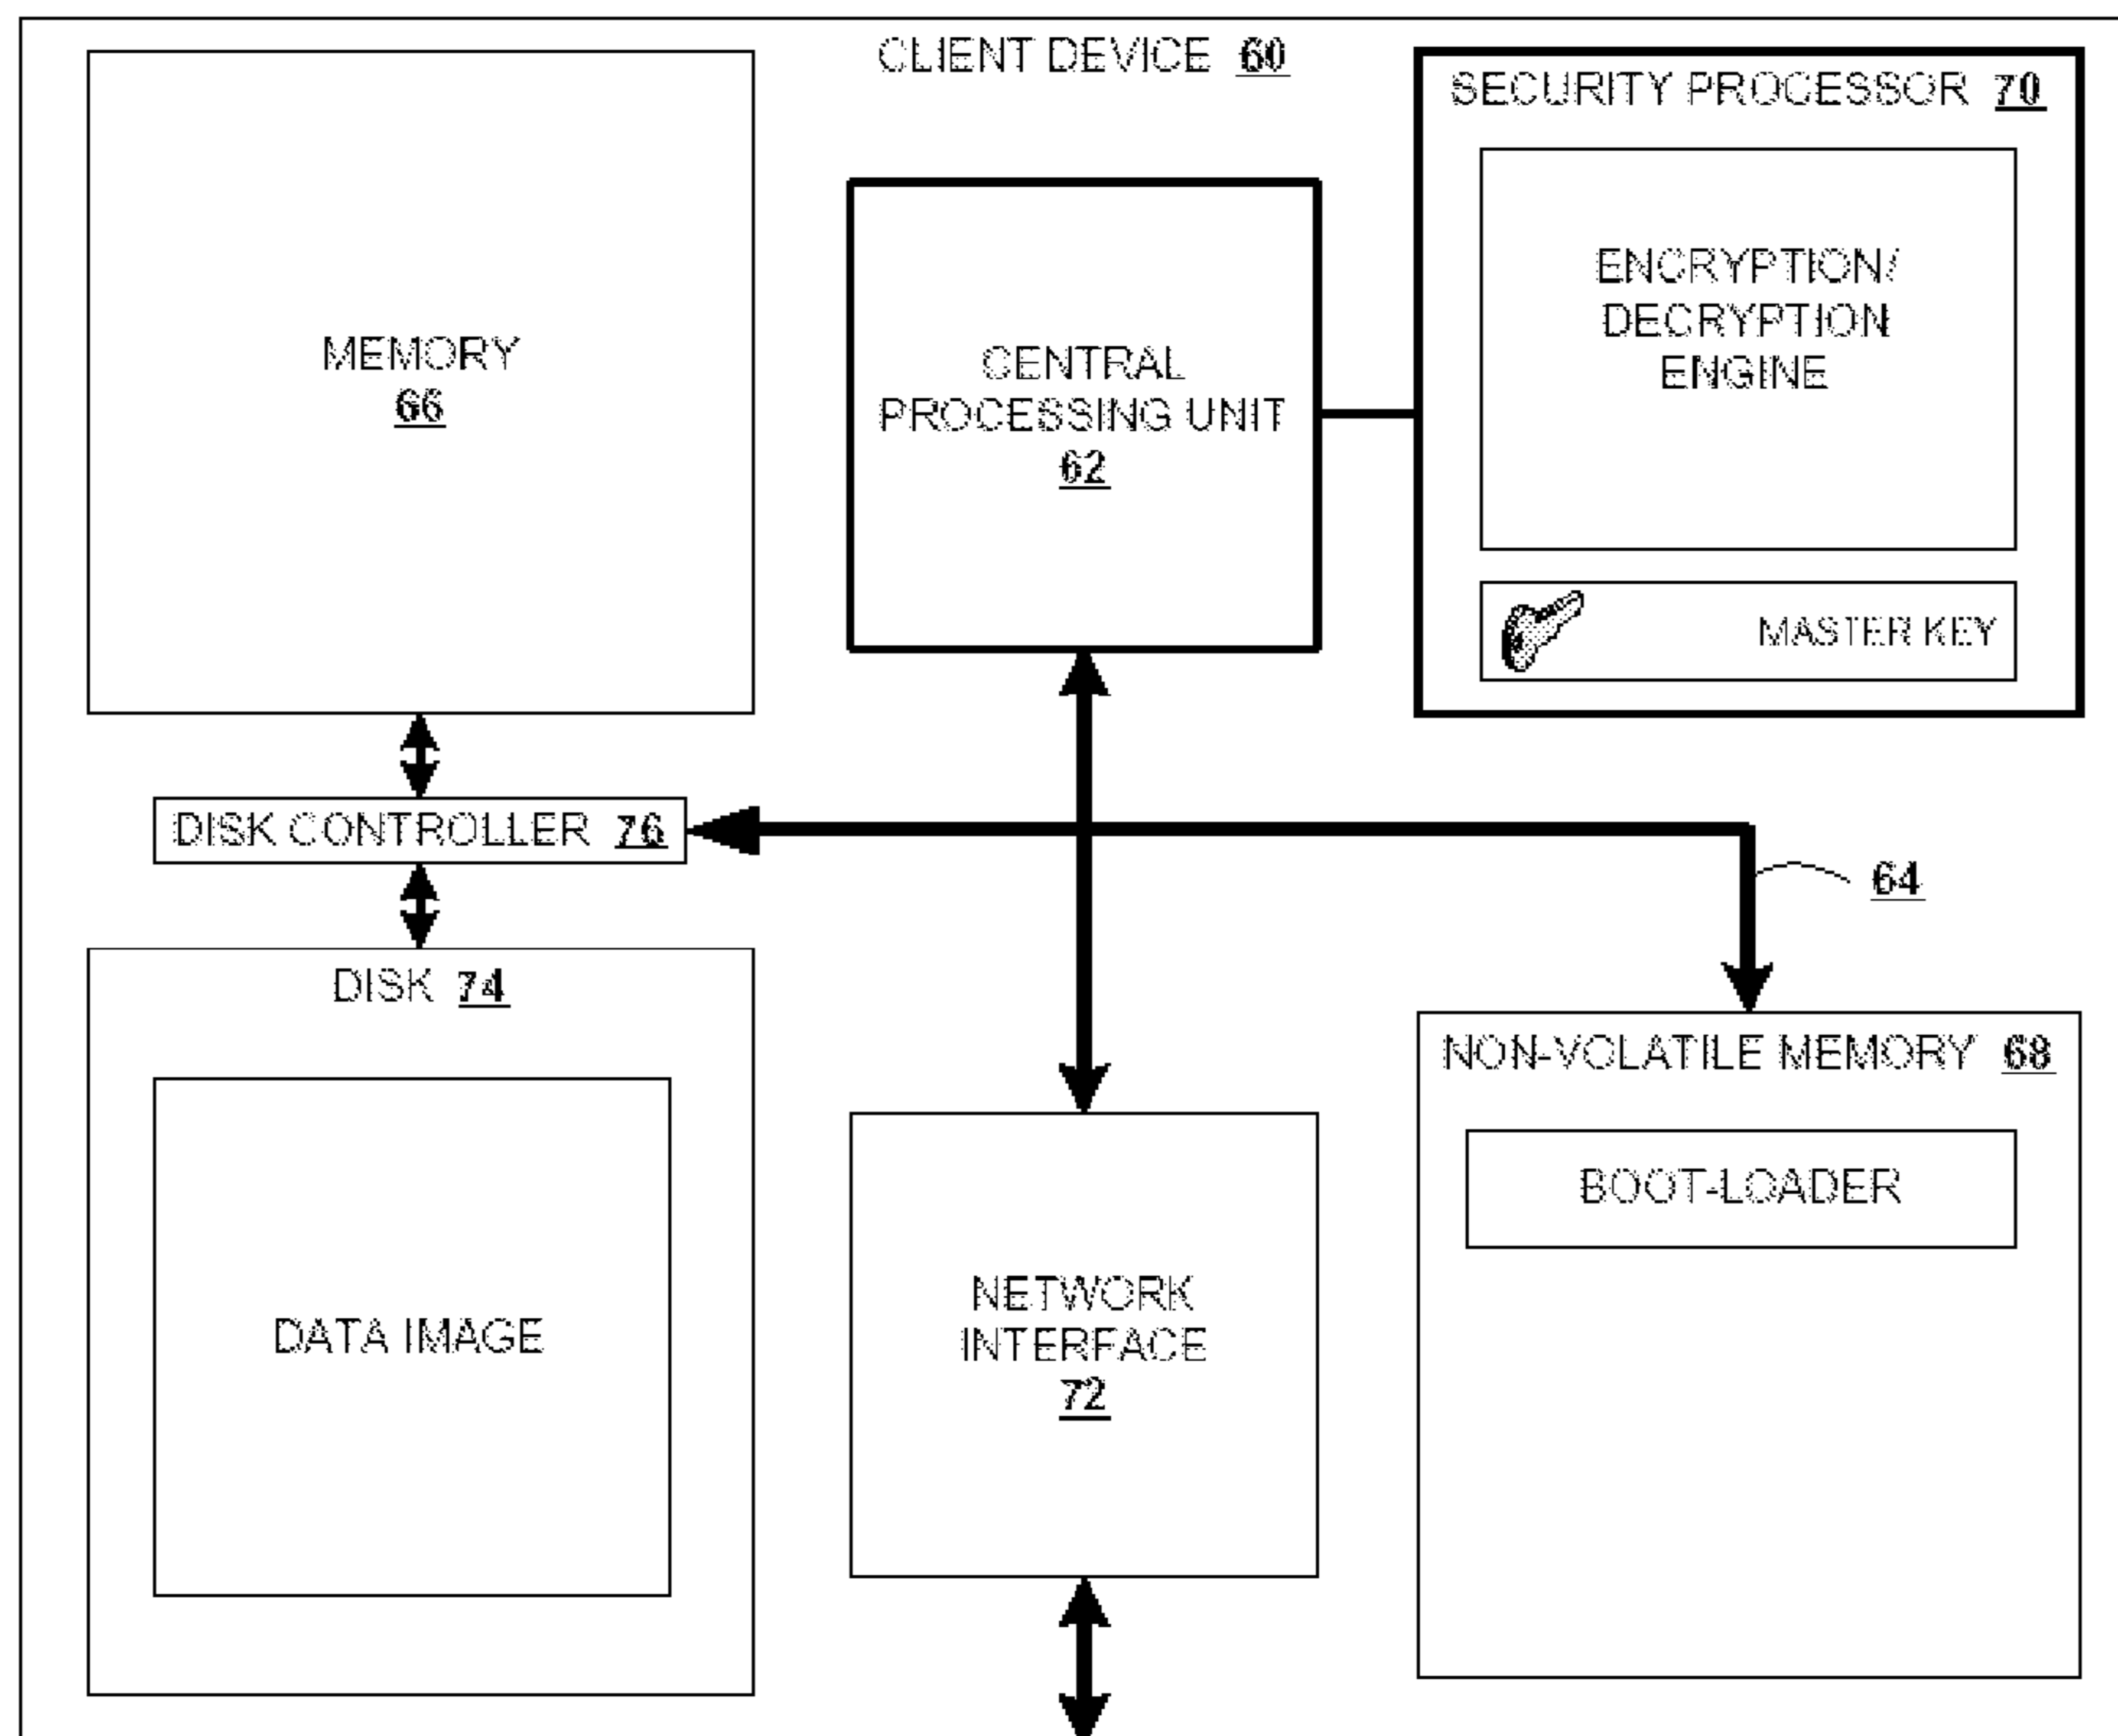 CLIENT DEVICE 60
MEMORY
66
CENTRAL
PROCESSING UNIT
62
SECURITY PROCESSOR 70
ENCRYPTION/
DECRYPTION
ENGINE
MASTER KEY
DISK CONTROLLER 76
64
DISK 74
DATA IMAGE
NETWORK
INTERFACE
72
NON-VOLATILE MEMORY 68
BOOT-LOADER